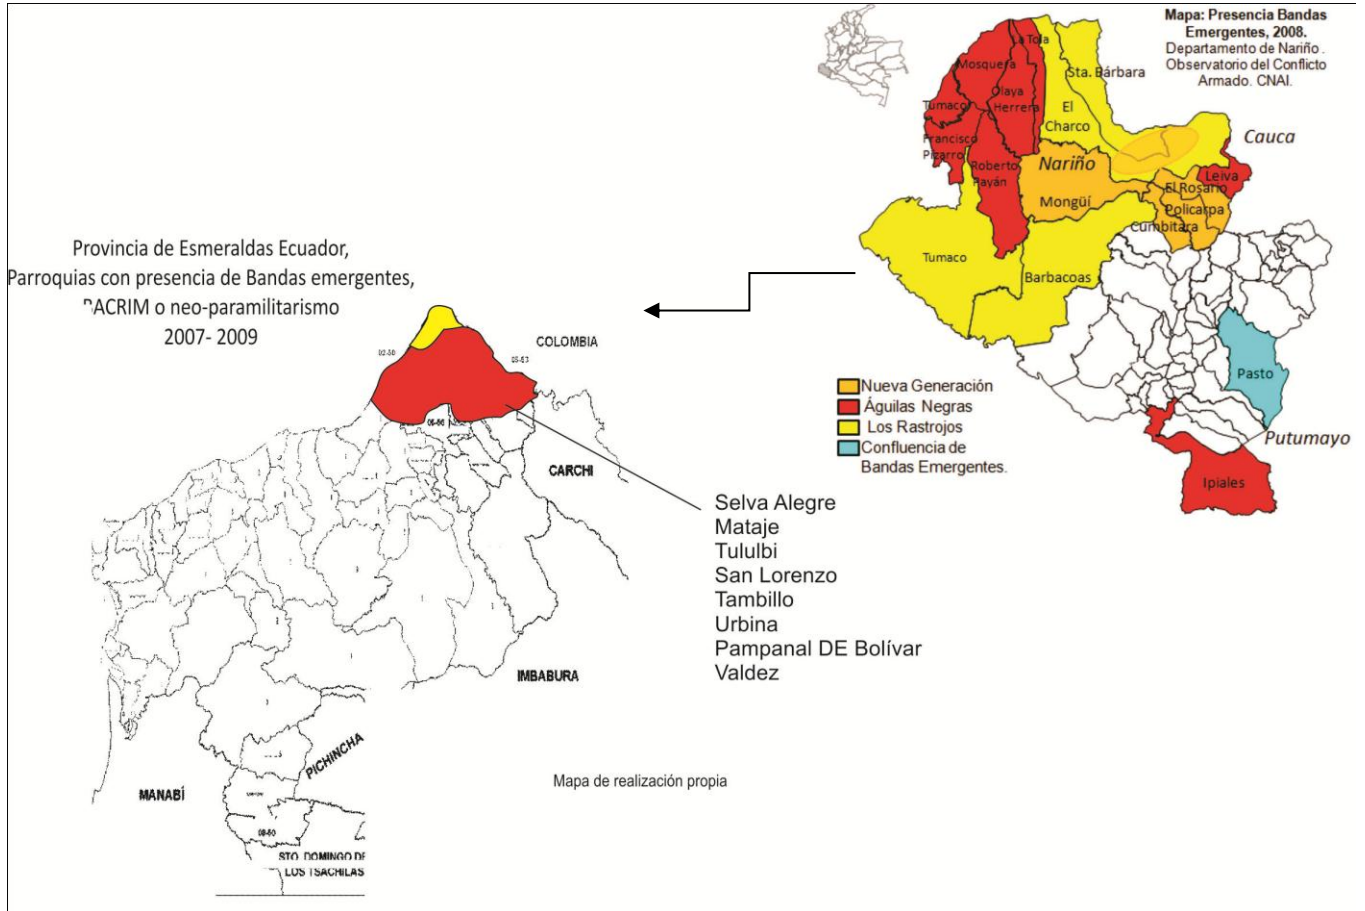 Mapa: Presencia Bandas
Emergentes, 2008.
Departamento de Nariño .
Observatorio del Conflicto
Armado. CNAI.
La Tola
Mosquera
Sta. Bárbara
Olaya
Herrera
Tumaco
El
Charco
Francisco
Pizarro
Cauca
Roberto
Payán
Nariño
Leiva
El Rosario
Mongüí
Policarpa
Cumbitara
Tumaco
Barbacoas
Pasto
Putumayo
Ipiales
Nueva Generación
Águilas Negras
Los Rastrojos
Confluencia de
Bandas Emergentes.
Provincia de Esmeraldas Ecuador,
Parroquias con presencia de Bandas emergentes,
BACRIM o neo-paramilitarismo
2007- 2009
COLOMBIA
CARCHI
IMBABURA
PICHINCHA
MANABÍ
STO. DOMINGO DE
LOS TSACHILAS
Selva Alegre
Mataje
Tululbi
San Lorenzo
Tambillo
Urbina
Pampanal DE Bolívar
Valdez
Mapa de realización propia